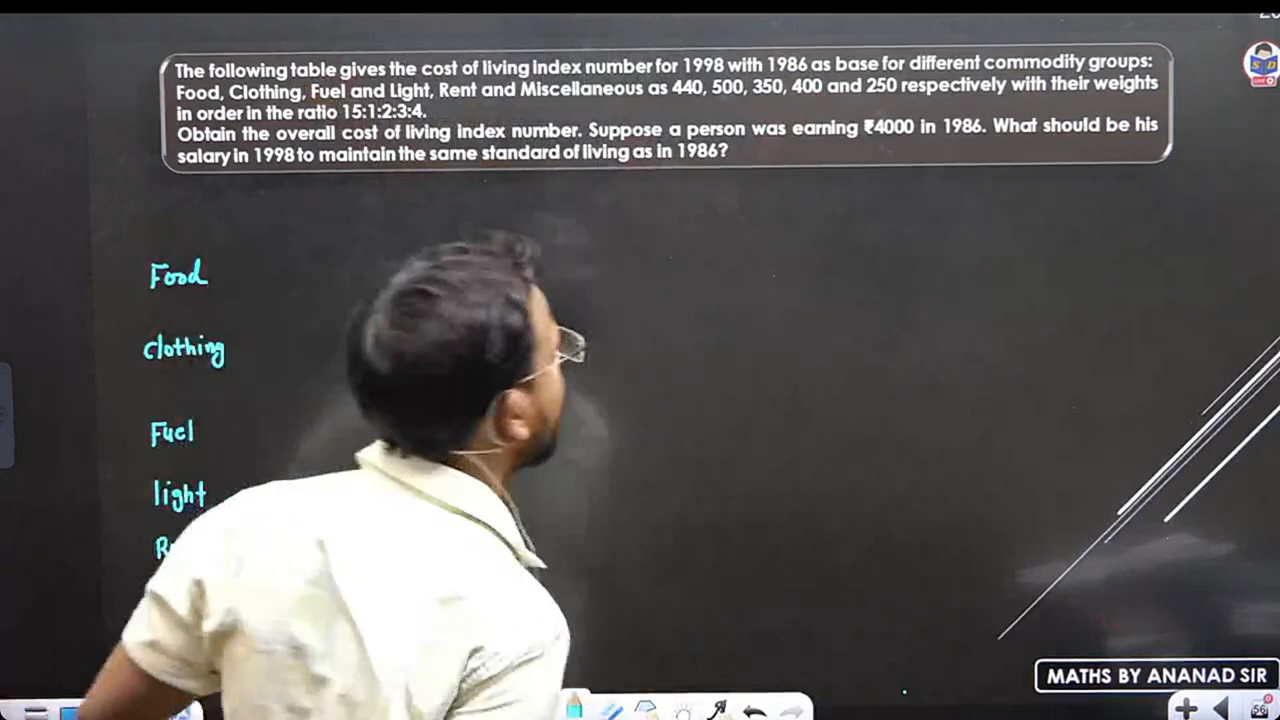 The following table gives the cost of living index number for 1998 with 1986 as base for different commodity groups:
Food, Clothing, Fuel and Light, Rent and Miscellaneous as 440, 500, 350, 400 and 250 respectively with their weights
in order in the ratio 15:1:2:3:4.
Obtain the overall cost of living index number. Suppose a person was earning ₹4000 in 1986. What should be his
salary in 1998 to maintain the same standard of living as in 1986?
Food
Clothing
Fuel
light
MATHS BY ANANAD SIR
56